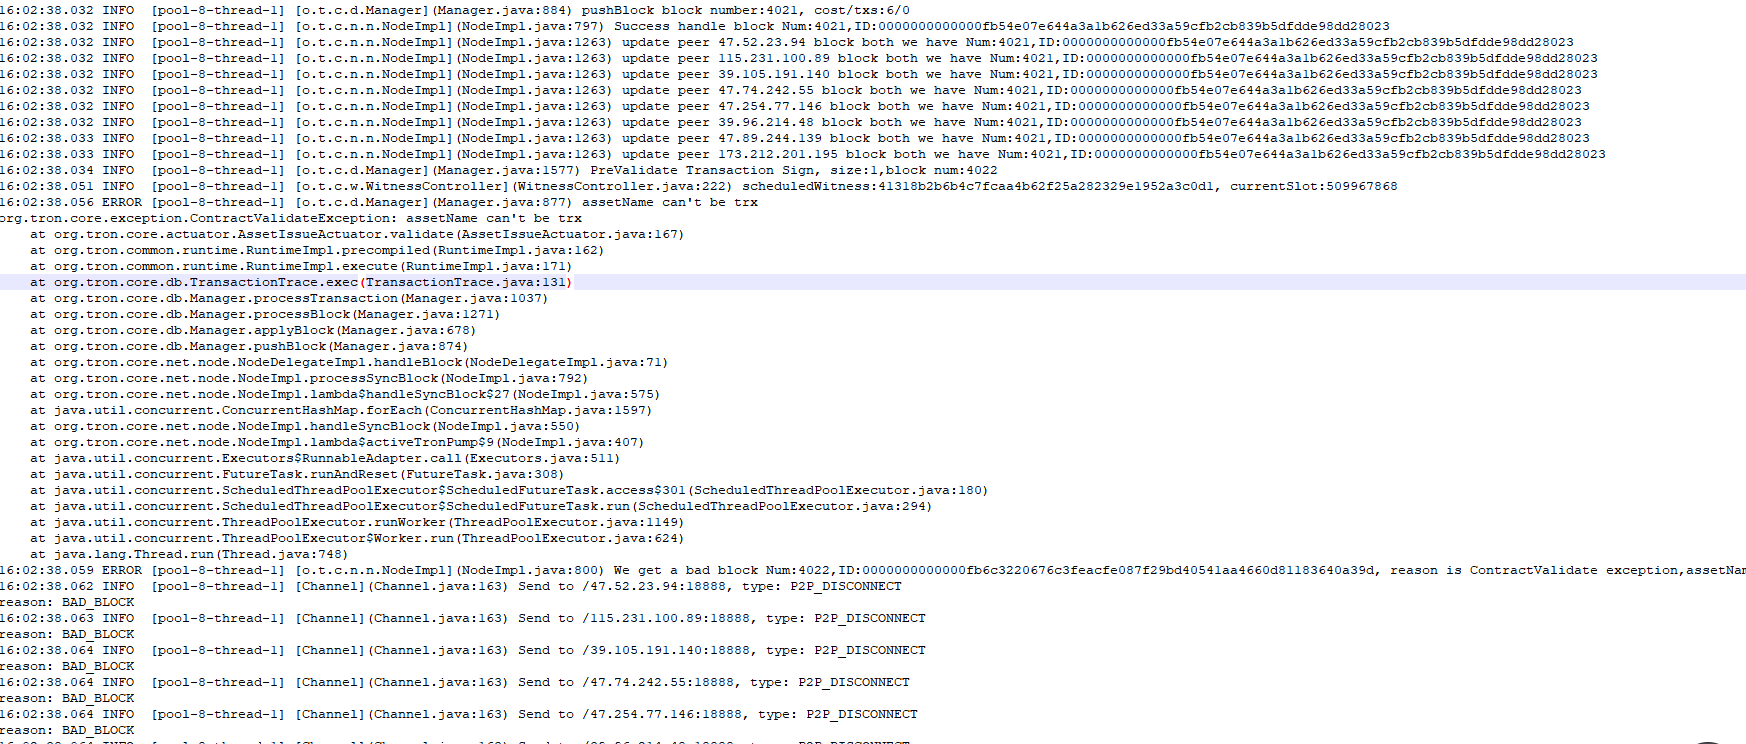 16:02:38.032 INFO  [pool-8-thread-1] [o.t.c.d.Manager](Manager.java:884) pushBlock block number:4021, cost/txs:6/0
16:02:38.032 INFO  [pool-8-thread-1] [o.t.c.n.n.NodeImpl](NodeImpl.java:797) Success handle block Num:4021,ID:0000000000000fb54e07e644a3a1b626ed33a59cfb2cb839b5dfdde98dd28023
16:02:38.032 INFO  [pool-8-thread-1] [o.t.c.n.n.NodeImpl](NodeImpl.java:1263) update peer 47.52.23.94 block both we have Num:4021,ID:0000000000000fb54e07e644a3a1b626ed33a59cfb2cb839b5dfdde98dd28023
16:02:38.032 INFO  [pool-8-thread-1] [o.t.c.n.n.NodeImpl](NodeImpl.java:1263) update peer 115.231.100.89 block both we have Num:4021,ID:0000000000000fb54e07e644a3a1b626ed33a59cfb2cb839b5dfdde98dd28023
16:02:38.032 INFO  [pool-8-thread-1] [o.t.c.n.n.NodeImpl](NodeImpl.java:1263) update peer 39.105.191.140 block both we have Num:4021,ID:0000000000000fb54e07e644a3a1b626ed33a59cfb2cb839b5dfdde98dd28023
16:02:38.032 INFO  [pool-8-thread-1] [o.t.c.n.n.NodeImpl](NodeImpl.java:1263) update peer 47.74.242.55 block both we have Num:4021,ID:0000000000000fb54e07e644a3a1b626ed33a59cfb2cb839b5dfdde98dd28023
16:02:38.032 INFO  [pool-8-thread-1] [o.t.c.n.n.NodeImpl](NodeImpl.java:1263) update peer 47.254.77.146 block both we have Num:4021,ID:0000000000000fb54e07e644a3a1b626ed33a59cfb2cb839b5dfdde98dd28023
16:02:38.032 INFO  [pool-8-thread-1] [o.t.c.n.n.NodeImpl](NodeImpl.java:1263) update peer 39.96.214.48 block both we have Num:4021,ID:0000000000000fb54e07e644a3a1b626ed33a59cfb2cb839b5dfdde98dd28023
16:02:38.033 INFO  [pool-8-thread-1] [o.t.c.n.n.NodeImpl](NodeImpl.java:1263) update peer 47.89.244.139 block both we have Num:4021,ID:0000000000000fb54e07e644a3a1b626ed33a59cfb2cb839b5dfdde98dd28023
16:02:38.033 INFO  [pool-8-thread-1] [o.t.c.n.n.NodeImpl](NodeImpl.java:1263) update peer 173.212.201.195 block both we have Num:4021,ID:0000000000000fb54e07e644a3a1b626ed33a59cfb2cb839b5dfdde98dd28023
16:02:38.034 INFO  [pool-8-thread-1] [o.t.c.d.Manager](Manager.java:1577) PreValidate Transaction Sign, size:1,block num:4022
16:02:38.051 INFO  [pool-8-thread-1] [o.t.c.w.WitnessController](WitnessController.java:222) scheduledWitness:41318b2b6b4c7fcaa4b62f25a282329e1952a3c0d1, currentSlot:509967868
16:02:38.056 ERROR [pool-8-thread-1] [o.t.c.d.Manager](Manager.java:877) assetName can't be trx
org.tron.core.exception.ContractValidateException: assetName can't be trx
at org.tron.core.actuator.AssetIssueActuator.validate(AssetIssueActuator.java:167)
at org.tron.common.runtime.RuntimeImpl.precompiled(RuntimeImpl.java:162)
at org.tron.common.runtime.RuntimeImpl.execute(RuntimeImpl.java:171)
at org.tron.core.db.TransactionTrace.exec(TransactionTrace.java:131)
at org.tron.core.db.Manager.processTransaction(Manager.java:1037)
at org.tron.core.db.Manager.processBlock(Manager.java:1271)
at org.tron.core.db.Manager.applyBlock(Manager.java:678)
at org.tron.core.db.Manager.pushBlock(Manager.java:874)
at org.tron.core.net.node.NodeDelegateImpl.handleBlock(NodeDelegateImpl.java:71)
at org.tron.core.net.node.NodeImpl.processSyncBlock(NodeImpl.java:792)
at org.tron.core.net.node.NodeImpl.lambda$handleSyncBlock$27(NodeImpl.java:575)
at java.util.concurrent.ConcurrentHashMap.forEach(ConcurrentHashMap.java:1597)
at org.tron.core.net.node.NodeImpl.handleSyncBlock(NodeImpl.java:550)
at org.tron.core.net.node.NodeImpl.lambda$activeTronPump$9(NodeImpl.java:407)
at java.util.concurrent.Executors$RunnableAdapter.call(Executors.java:511)
at java.util.concurrent.FutureTask.runAndReset(FutureTask.java:308)
at java.util.concurrent.ScheduledThreadPoolExecutor$ScheduledFutureTask.access$301(ScheduledThreadPoolExecutor.java:180)
at java.util.concurrent.ScheduledThreadPoolExecutor$ScheduledFutureTask.run(ScheduledThreadPoolExecutor.java:294)
at java.util.concurrent.ThreadPoolExecutor.runWorker(ThreadPoolExecutor.java:1149)
at java.util.concurrent.ThreadPoolExecutor$Worker.run(ThreadPoolExecutor.java:624)
at java.lang.Thread.run(Thread.java:748)
16:02:38.059 ERROR [pool-8-thread-1] [o.t.c.n.n.NodeImpl](NodeImpl.java:800) We get a bad block Num:4022,ID:0000000000000fb6c3220676c3feacfe087f29bd40541aa4660d81183640a39d, reason is ContractValidate exception,assetNam
16:02:38.062 INFO  [pool-8-thread-1] [Channel](Channel.java:163) Send to /47.52.23.94:18888, type: P2P_DISCONNECT
reason: BAD_BLOCK
16:02:38.063 INFO  [pool-8-thread-1] [Channel](Channel.java:163) Send to /115.231.100.89:18888, type: P2P_DISCONNECT
reason: BAD_BLOCK
16:02:38.064 INFO  [pool-8-thread-1] [Channel](Channel.java:163) Send to /39.105.191.140:18888, type: P2P_DISCONNECT
reason: BAD_BLOCK
16:02:38.064 INFO  [pool-8-thread-1] [Channel](Channel.java:163) Send to /47.74.242.55:18888, type: P2P_DISCONNECT
reason: BAD_BLOCK
16:02:38.064 INFO  [pool-8-thread-1] [Channel](Channel.java:163) Send to /47.254.77.146:18888, type: P2P_DISCONNECT
reason: BAD_BLOCK